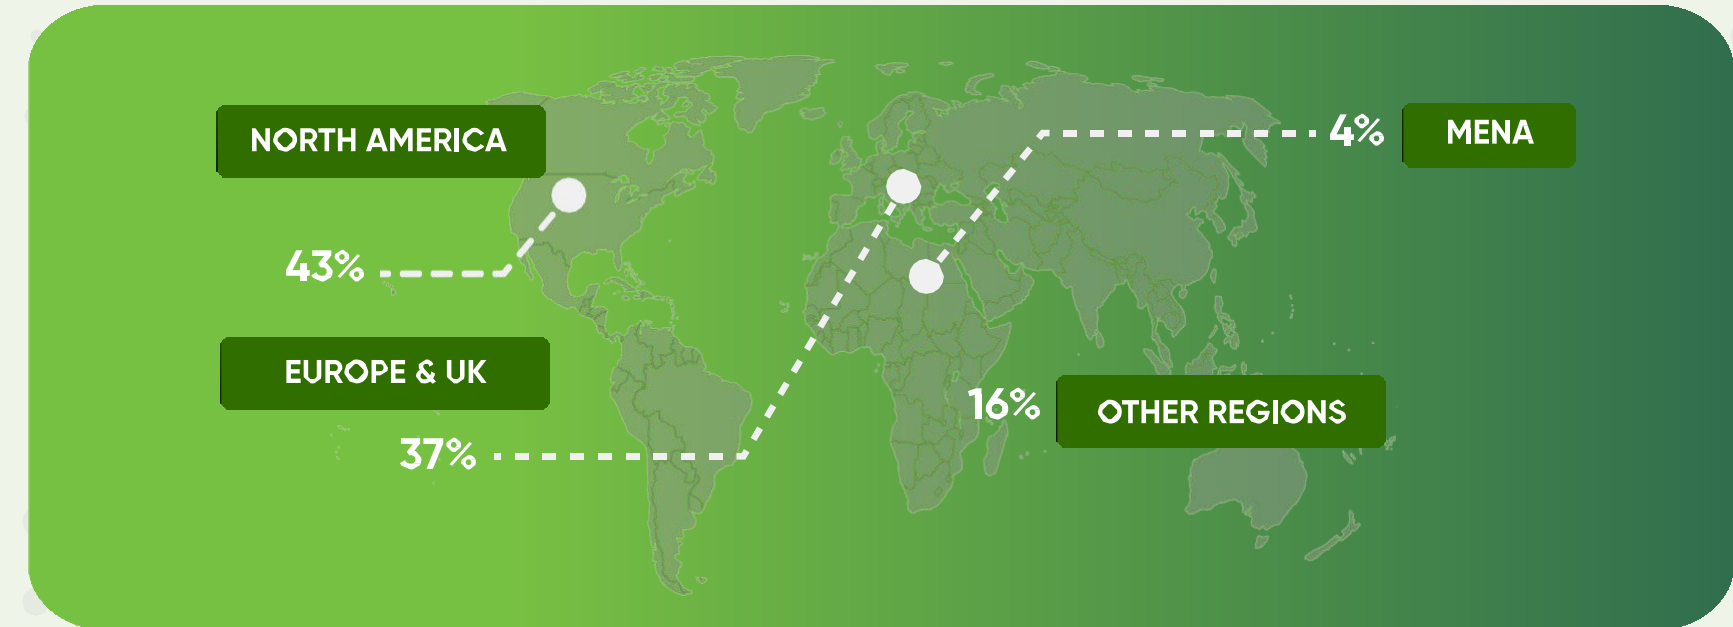 NORTH AMERICA
43%
EUROPE & UK
37%
4%
MENA
16%
OTHER REGIONS